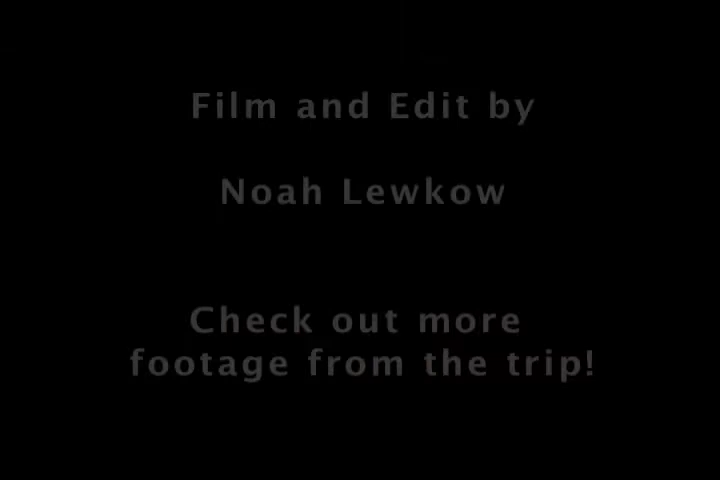 Film and Edit by
Noah Lewkow
Check out more
footage from the trip!